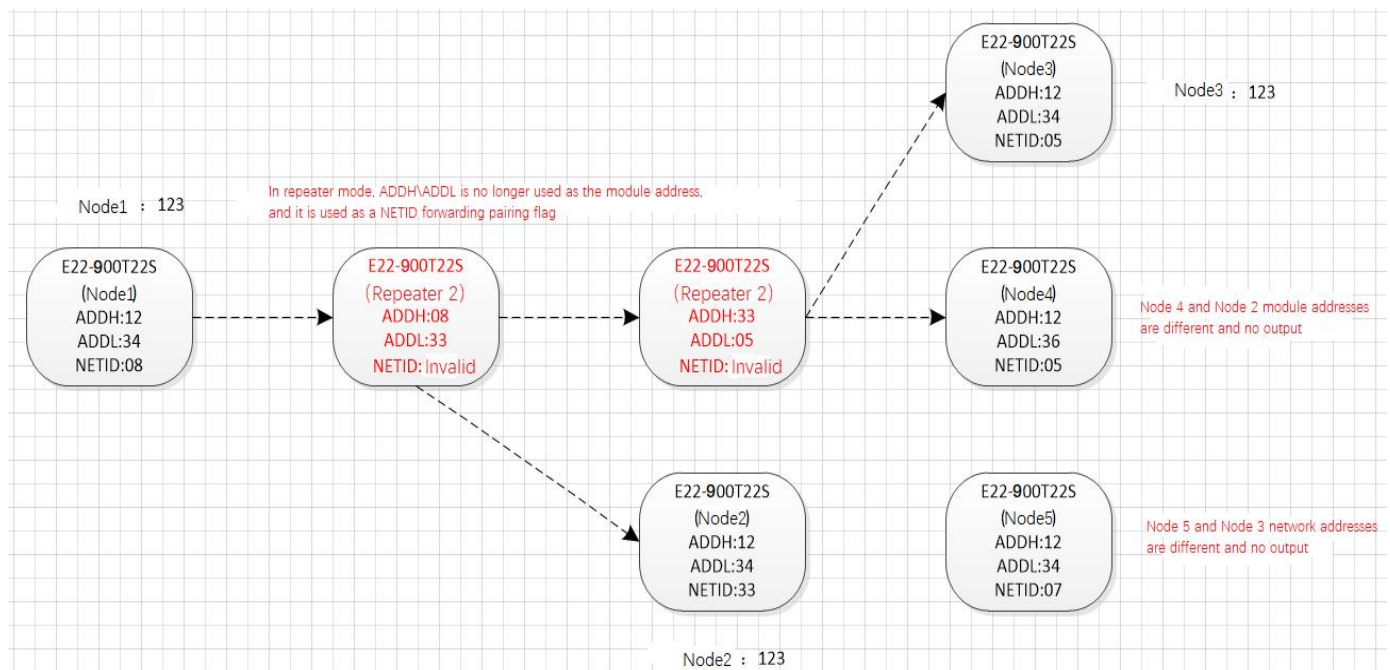 E22-900T22S
(Node3)
ADDH:12
ADDL:34
NETID:05
Node3 : 123
Node1 : 123
In repeater mode, ADDH\ADDL is no longer used as the module address,
and it is used as a NETID forwarding pairing flag
E22-900T22S
(Node1)
ADDH:12
ADDL:34
NETID:08
E22-900T22S
(Repeater 2)
ADDH:08
ADDL:33
NETID: Invalid
E22-900T22S
(Repeater 2)
ADDH:33
ADDL:05
NETID: Invalid
E22-900T22S
(Node4)
ADDH:12
ADDL:36
NETID:05
Node 4 and Node 2 module addresses
are different and no output
E22-900T22S
(Node2)
ADDH:12
ADDL:34
NETID:33
E22-900T22S
(Node5)
ADDH:12
ADDL:34
NETID:07
Node 5 and Node 3 network addresses
are different and no output
Node2 : 123